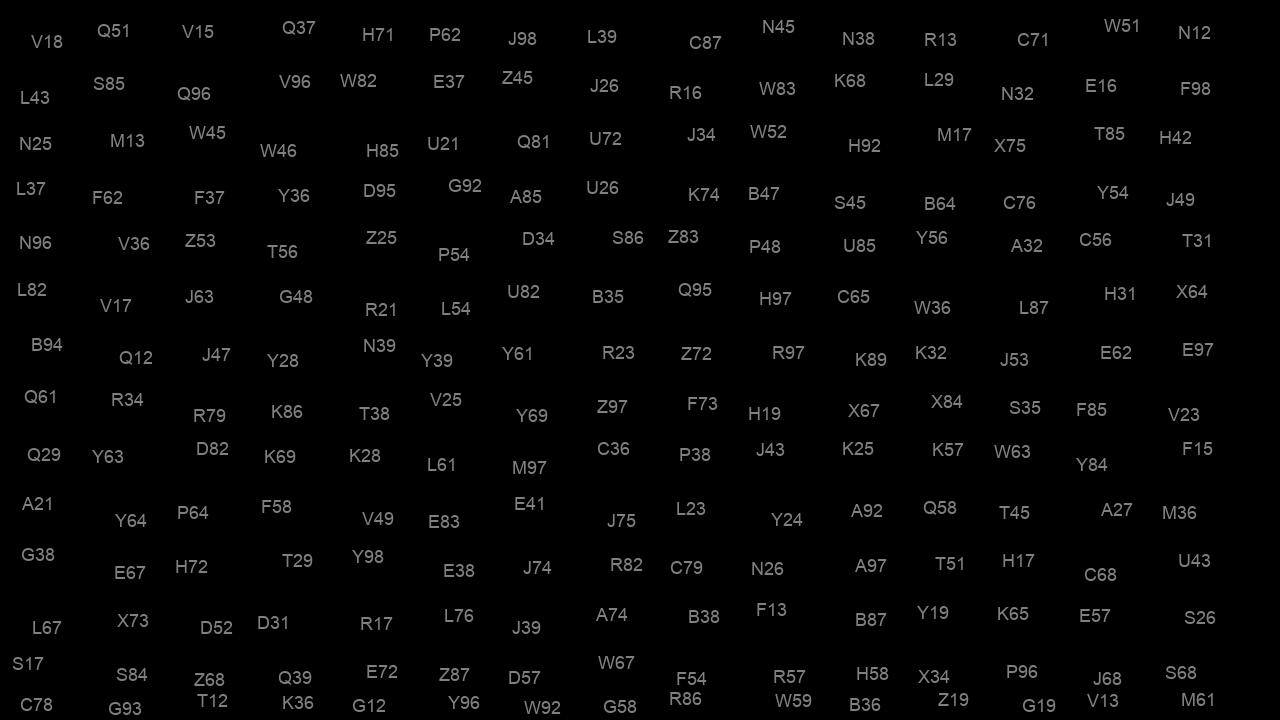 V18 Q51 V15 Q37 H71 P62 J98 L39 C87 N45 N38 R13 C71 W51 N12
L43 S85 Q96 V96 W82 E37 Z45 J26 R16 W83 K68 L29 N32 E16 F98
N25 M13 W45 W46 H85 U21 Q81 U72 J34 W52 H92 M17 X75 T85 H42
L37 F62 F37 Y36 D95 G92 A85 U26 K74 B47 S45 B64 C76 Y54 J49
N96 V36 Z53 T56 Z25 P54 D34 S86 Z83 P48 U85 Y56 A32 C56 T31
L82 V17 J63 G48 R21 L54 U82 B35 Q95 H97 C65 W36 L87 H31 X64
B94 Q12 J47 Y28 N39 Y39 Y61 R23 Z72 R97 K89 K32 J53 E62 E97
Q61 R34 R79 K86 T38 V25 Y69 Z97 F73 H19 X67 X84 S35 F85 V23
Q29 Y63 D82 K69 K28 L61 M97 C36 P38 J43 K25 K57 W63 Y84 F15
A21 Y64 P64 F58 V49 E83 E41 J75 L23 Y24 A92 Q58 T45 A27 M36
G38 E67 H72 T29 Y98 E38 J74 R82 C79 N26 A97 T51 H17 C68 U43
L67 X73 D52 D31 R17 L76 J39 A74 B38 F13 B87 Y19 K65 E57 S26
S17 S84 Z68 Q39 E72 Z87 D57 W67 F54 R57 H58 X34 P96 J68 S68
C78 G93 T12 K36 G12 Y96 W92 G58 R86 W59 B36 Z19 G19 V13 M61